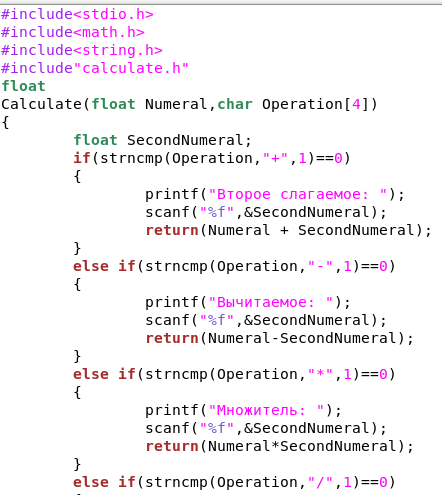 #include<stdio.h>
#include<math.h>
#include<string.h>
#include"calculate.h"
float
Calculate(float Numeral,char Operation[4])
{
        float SecondNumeral;
        if(strncmp(Operation,"+",1)==0)
        {
                printf("Второе слагаемое: ");
                scanf("%f",&SecondNumeral);
                return(Numeral + SecondNumeral);
        }
        else if(strncmp(Operation,"-",1)==0)
        {
                printf("Вычитаемое: ");
                scanf("%f",&SecondNumeral);
                return(Numeral-SecondNumeral);
        }
        else if(strncmp(Operation,"*",1)==0)
        {
                printf("Множитель: ");
                scanf("%f",&SecondNumeral);
                return(Numeral*SecondNumeral);
        }
        else if(strncmp(Operation,"/",1)==0)